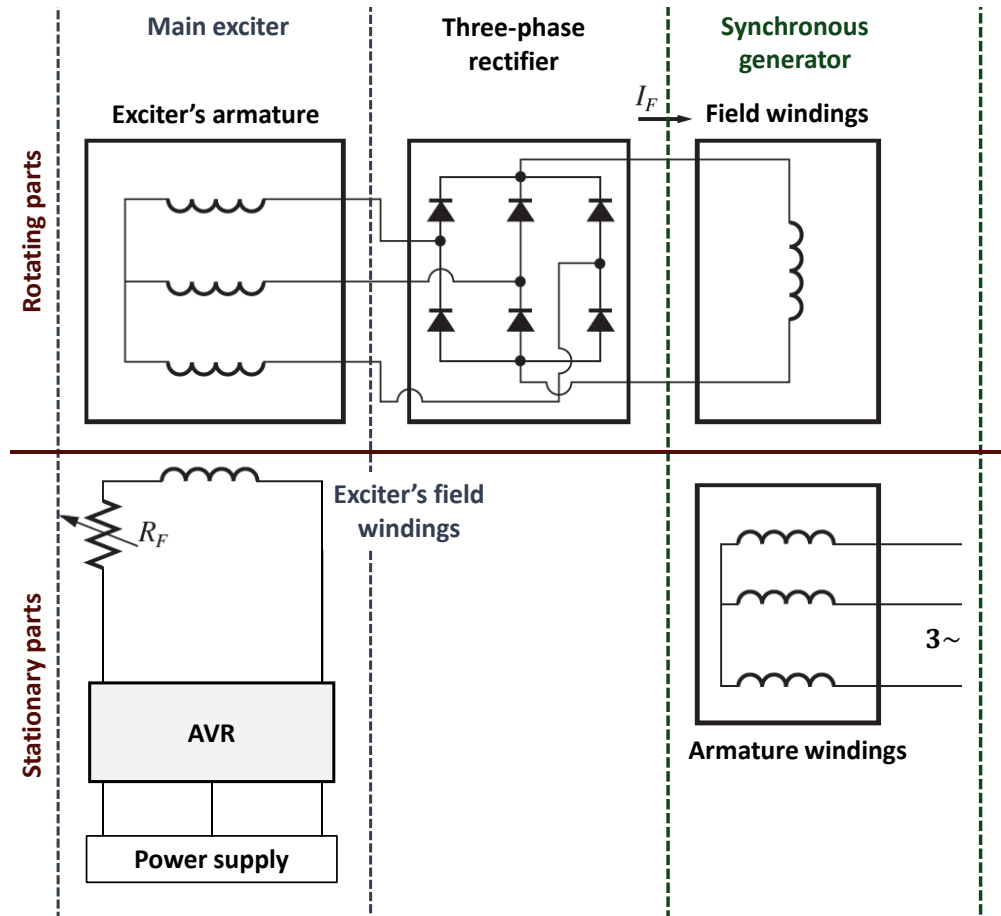 Main exciter
Three-phase
rectifier
Synchronous
generator
Exciter's armature
I_F
Field windings
Rotating parts
Exciter's field
windings
R_F
Stationary parts
AVR
Power supply
3~
Armature windings